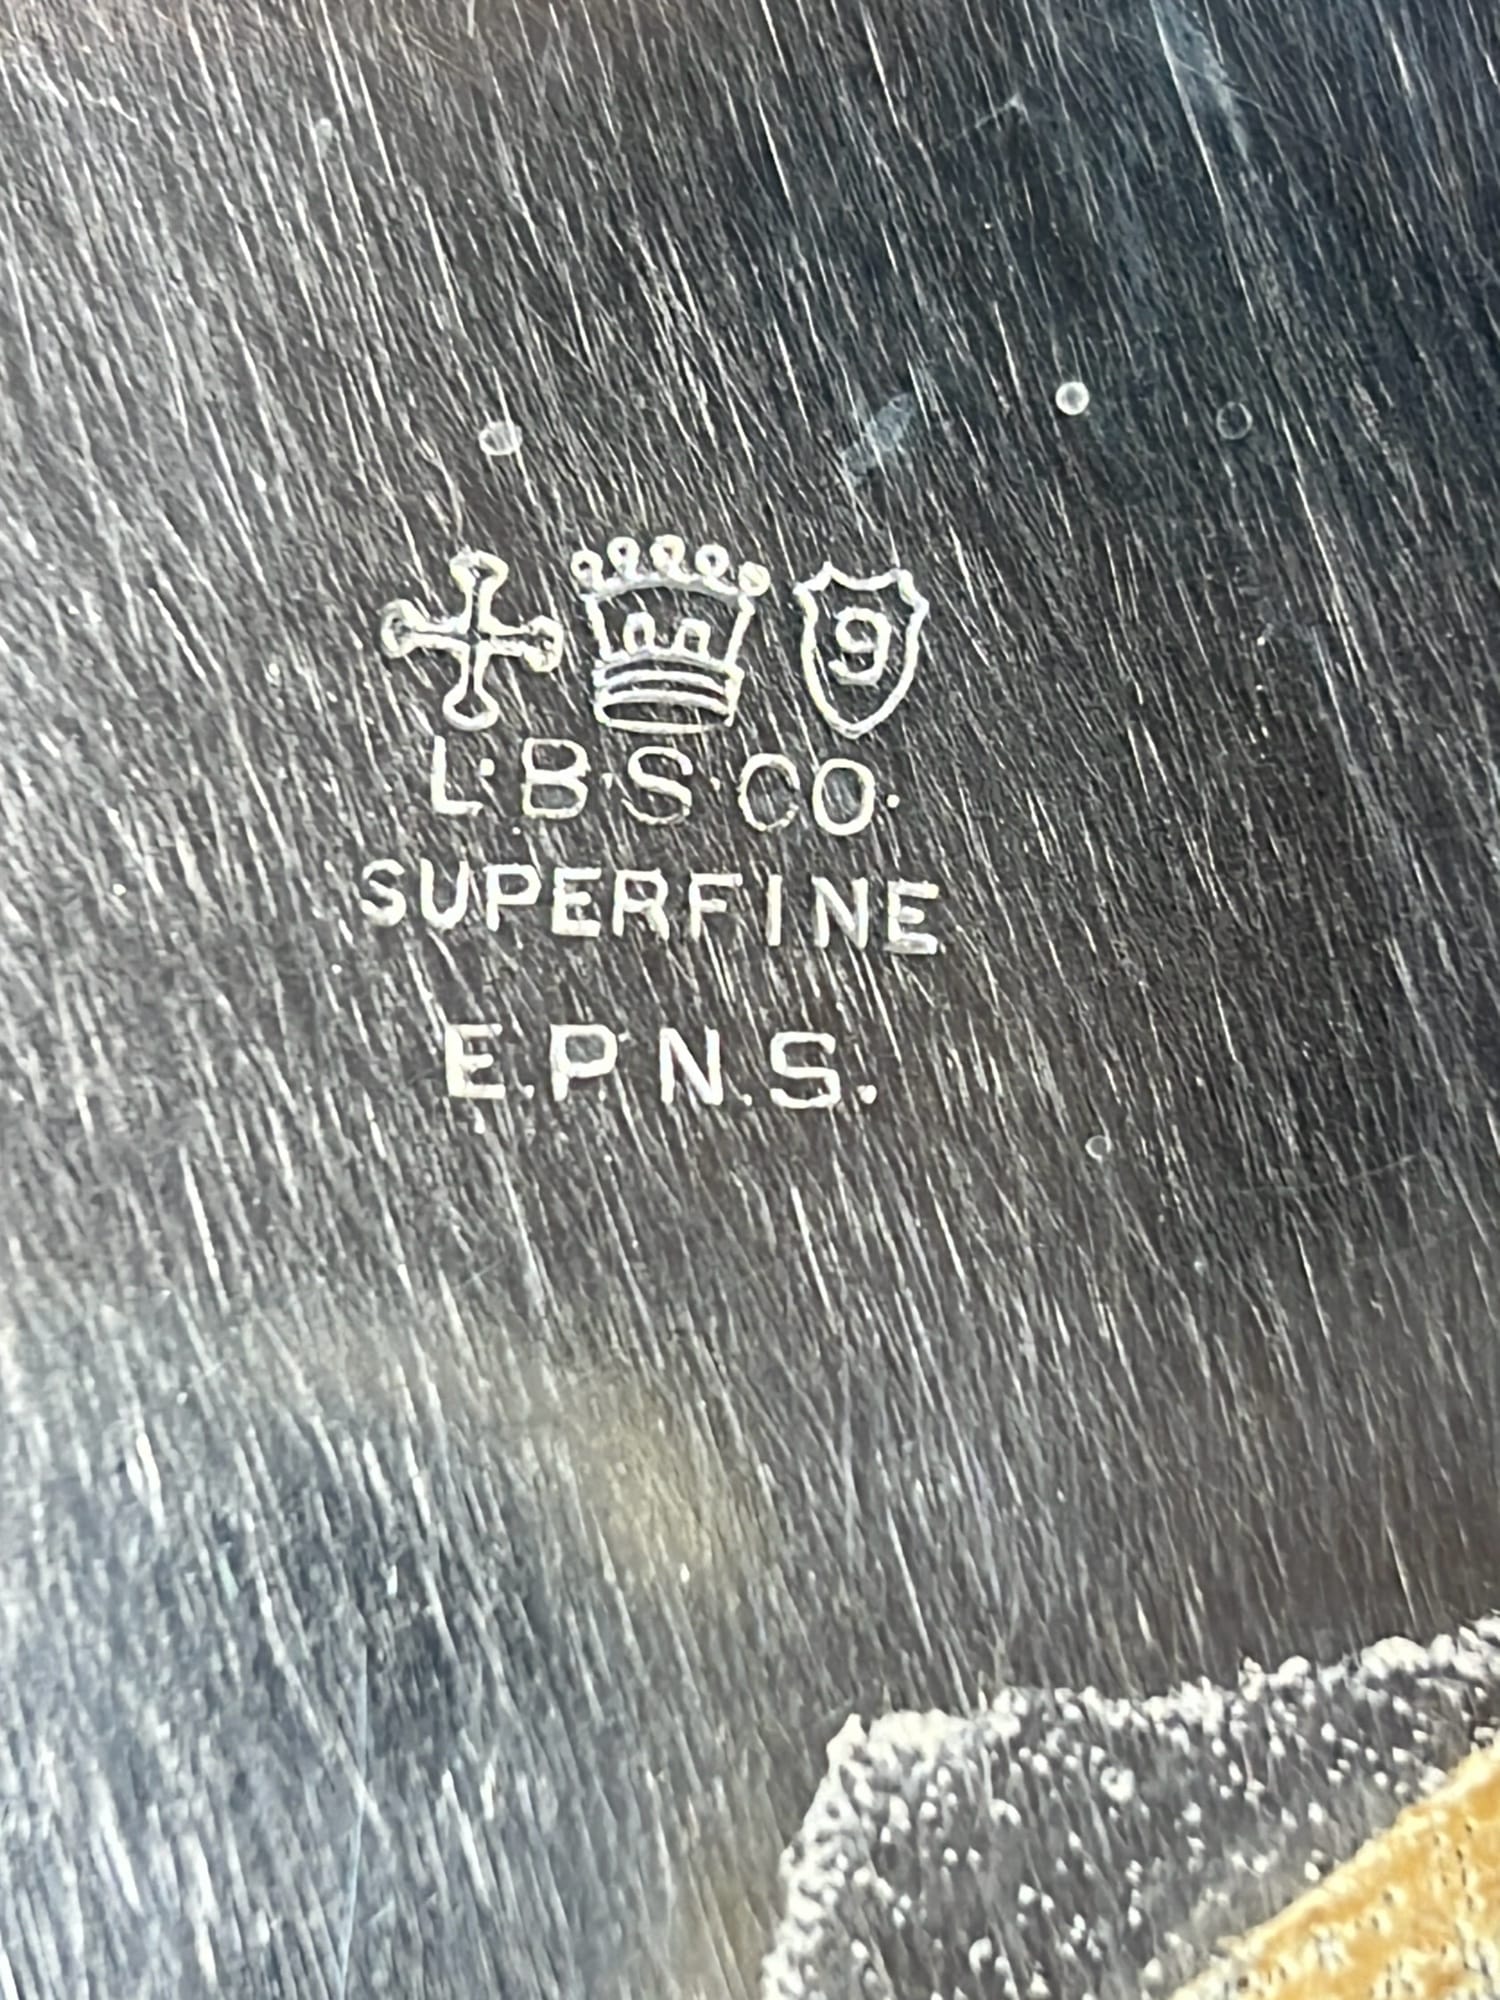 9
L·B·S·CO·
SUPERFINE
E.P.N.S.